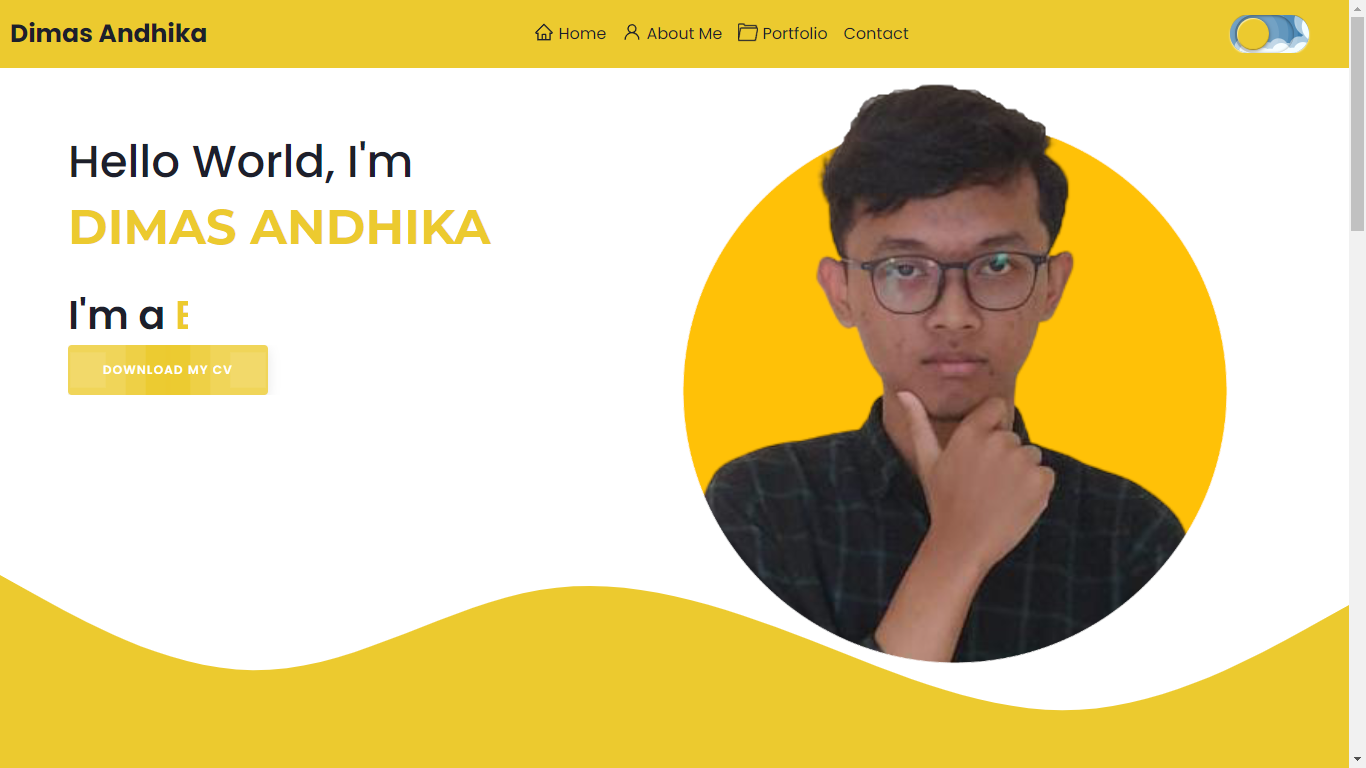 Dimas Andhika
Home About Me Portfolio Contact
Hello World, I'm
DIMAS ANDHIKA
I'm a
DOWNLOAD MY CV